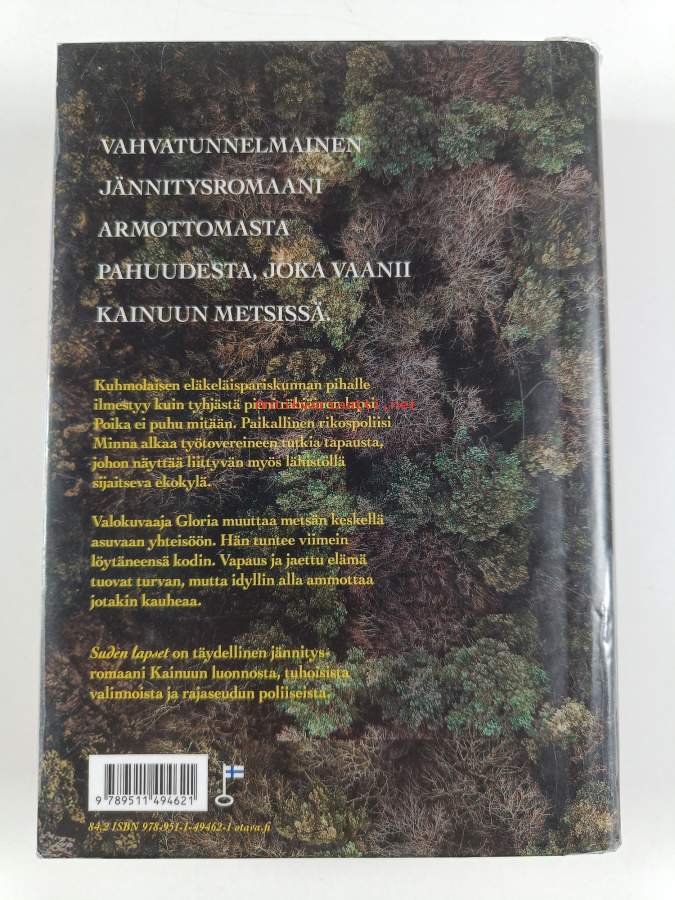 VAHVATUNNELMAINEN
JÄNNITYSROMAANI
ARMOTTOMASTA
PAHUUDESTA, JOKA VAANII
KAINUUN METSISSÄ.
Kuhmolaisen eläkeläispariskunnan pihalle
ilmestyy kuin tyhjästä pieni rähjäinen lapsi.
Poika ei puhu mitään. Paikallinen rikospoliisi
Minna alkaa työtovereineen tutkia tapausta,
johon näyttää liittyvän myös lähistöllä
sijaitseva ekokylä.
Valokuvaaja Gloria muuttaa metsän keskellä
asuvaan yhteisöön. Hän tuntee viimein
löytäneensä kodin. Vapaus ja jaettu elämä
tuovat turvan, mutta idyllin alla ammottaa
jotakin kauheaa.
Suden lapset on täydellinen jännitys-
romaani Kainuun luonnosta, tuhoisista
valinnoista ja rajaseudun poliiseista.
9 789511 494621
84.2 ISBN 978-951-1-49462-1 otava.fi